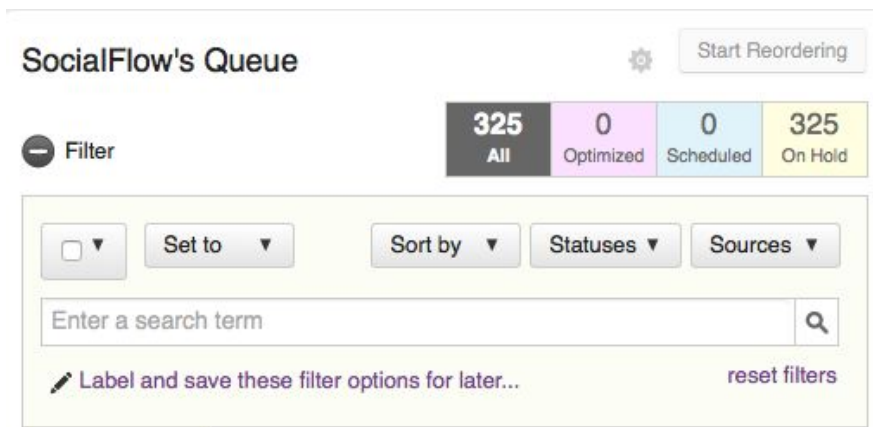 SocialFlow's Queue
Start Reordering
Filter
325 0 0 325
All Optimized Scheduled On Hold
Set to Sort by Statuses Sources
Enter a search term
Label and save these filter options for later... reset filters